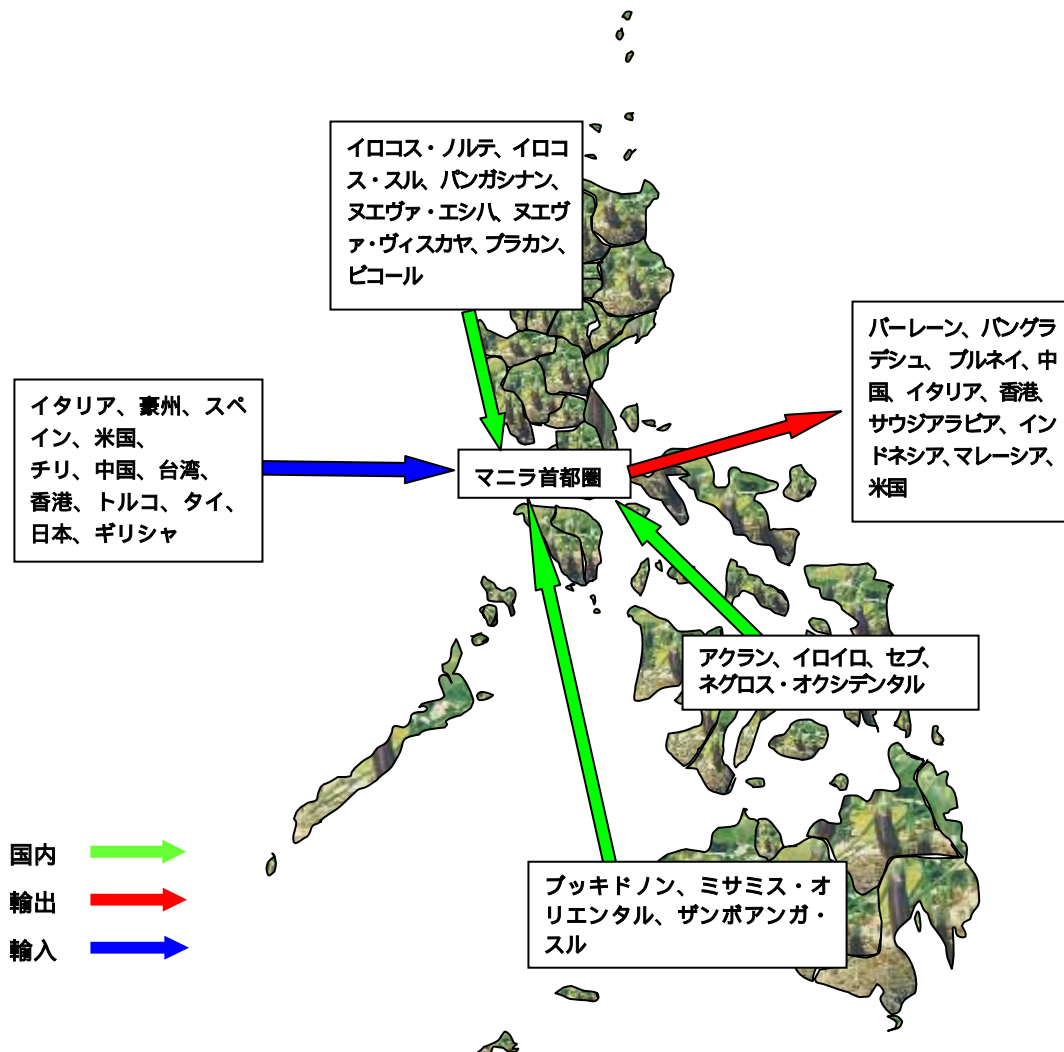 イロコス・ノルテ、イロコ
ス・スル、パンガシナン、
ヌエヴァ・エシハ、ヌエヴ
ァ・ヴィスカヤ、ブラカン、
ビコール
バーレーン、バングラ
デシュ、ブルネイ、中
国、イタリア、香港、
サウジアラビア、イン
ドネシア、マレーシア、
米国
イタリア、豪州、スペ
イン、米国、
チリ、中国、台湾、
香港、トルコ、タイ、
日本、ギリシャ
マニラ首都圏
アクラン、イロイロ、セブ、
ネグロス・オクシデンタル
ブッキドノン、ミサミス・オ
リエンタル、ザンボアンガ・
スル
国内
輸出
輸入